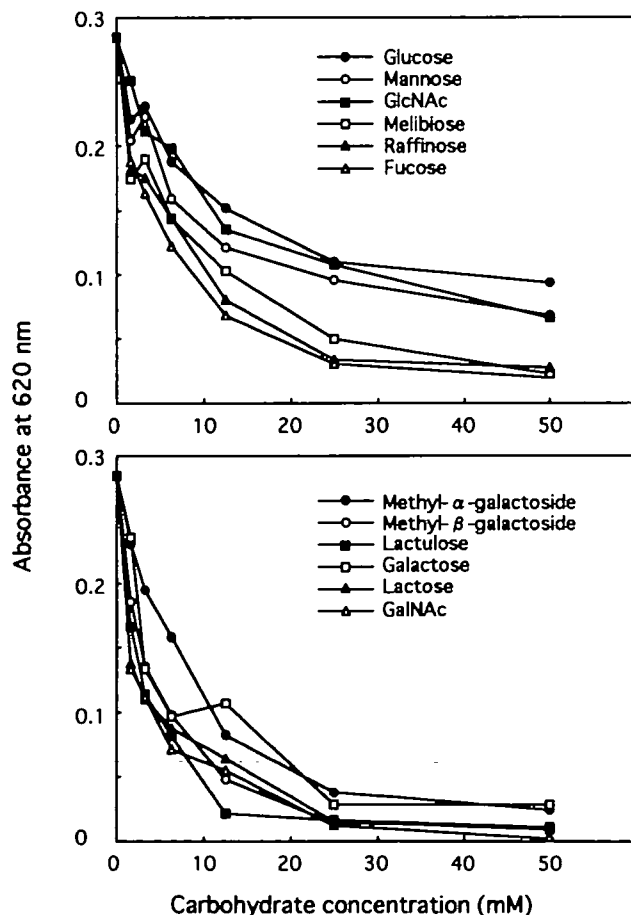 0.3
0.2
0.1
0
Glucose
Mannose
GlcNAc
Melibiose
Raffinose
Fucose
0 10 20 30 40 50
Absorbance at 620 nm
0.3
0.2
0.1
0
Methyl-α-galactoside
Methyl-β-galactoside
Lactulose
Galactose
Lactose
GalNAc
0 10 20 30 40 50
Carbohydrate concentration (mM)